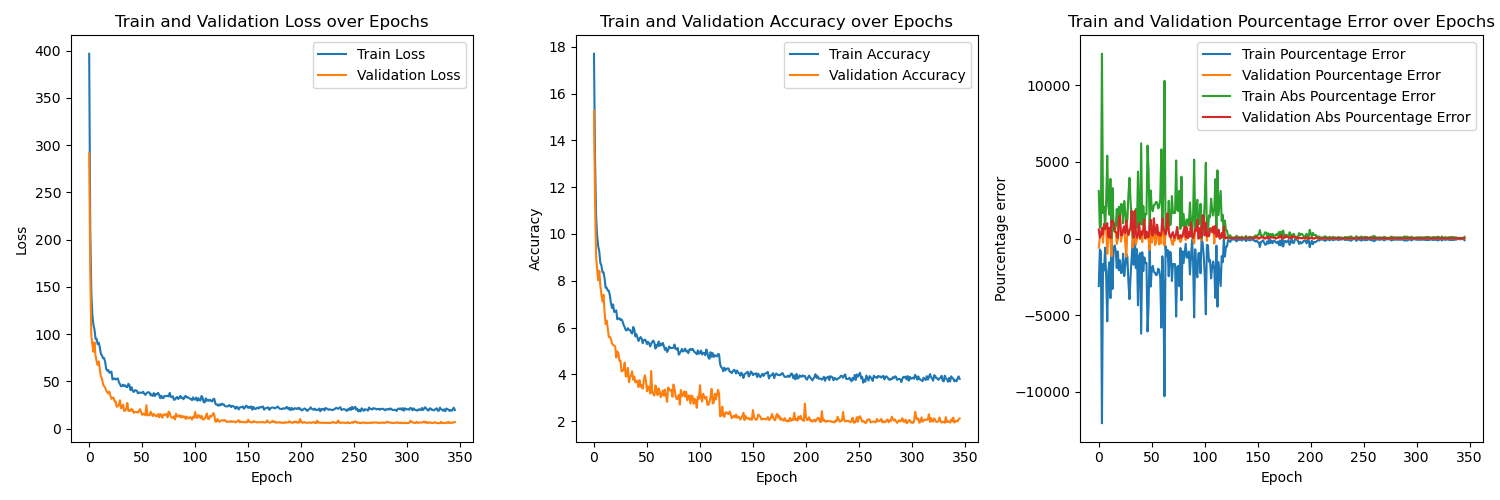 Train and Validation Loss over Epochs
Train Loss
Validation Loss
400
350
300
250
200
150
100
50
0
Loss
0 50 100 150 200 250 300 350
Epoch
Train and Validation Accuracy over Epochs
Train Accuracy
Validation Accuracy
18
16
14
12
10
8
6
4
2
Accuracy
0 50 100 150 200 250 300 350
Epoch
Train and Validation Pourcentage Error over Epochs
Train Pourcentage Error
Validation Pourcentage Error
Train Abs Pourcentage Error
Validation Abs Pourcentage Error
10000
5000
0
−5000
−10000
Pourcentage error
0 50 100 150 200 250 300 350
Epoch